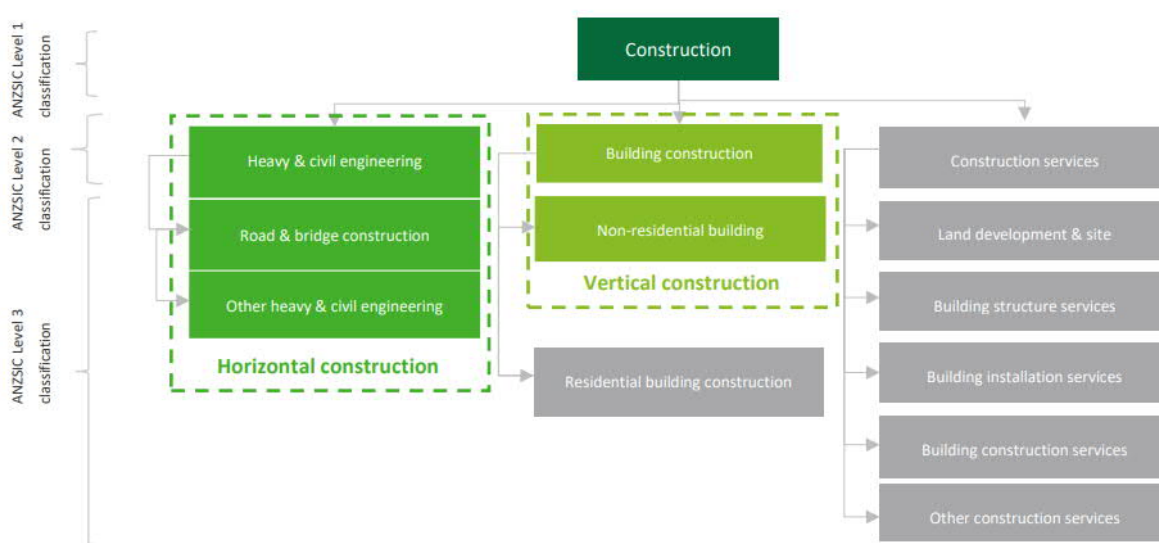 ANZSIC Level 1
classification
ANZSIC Level 2
classification
ANZSIC Level 3
classification
Construction
Heavy & civil engineering
Road & bridge construction
Other heavy & civil engineering
Horizontal construction
Building construction
Non-residential building
Vertical construction
Residential building construction
Construction services
Land development & site
Building structure services
Building installation services
Building construction services
Other construction services